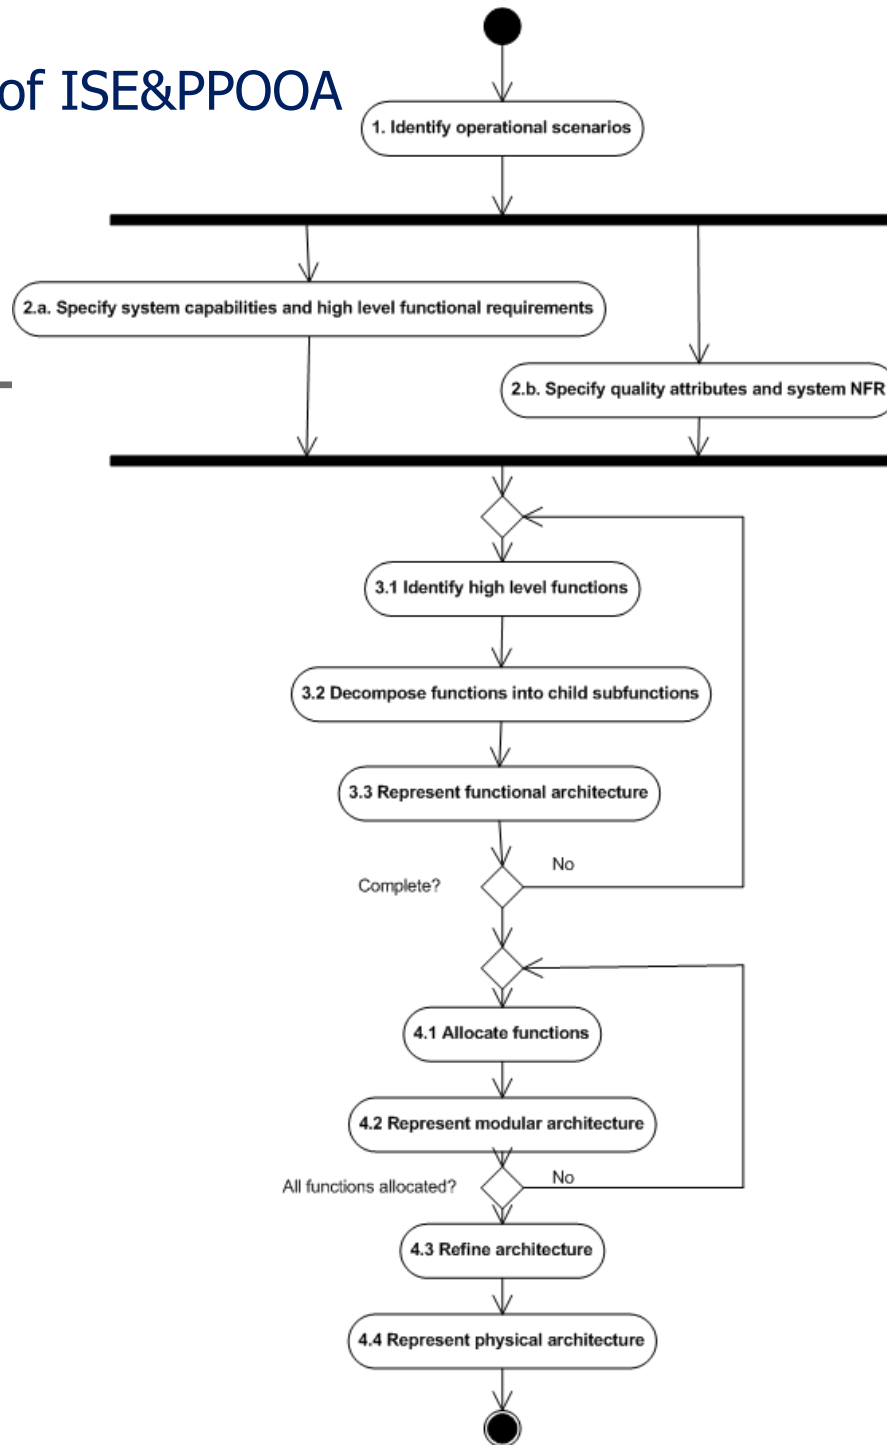 of ISE&PPOOA
1. Identify operational scenarios
2.a. Specify system capabilities and high level functional requirements
2.b. Specify quality attributes and system NFR
3.1 Identify high level functions
3.2 Decompose functions into child subfunctions
3.3 Represent functional architecture
No
Complete?
4.1 Allocate functions
4.2 Represent modular architecture
No
All functions allocated?
4.3 Refine architecture
4.4 Represent physical architecture